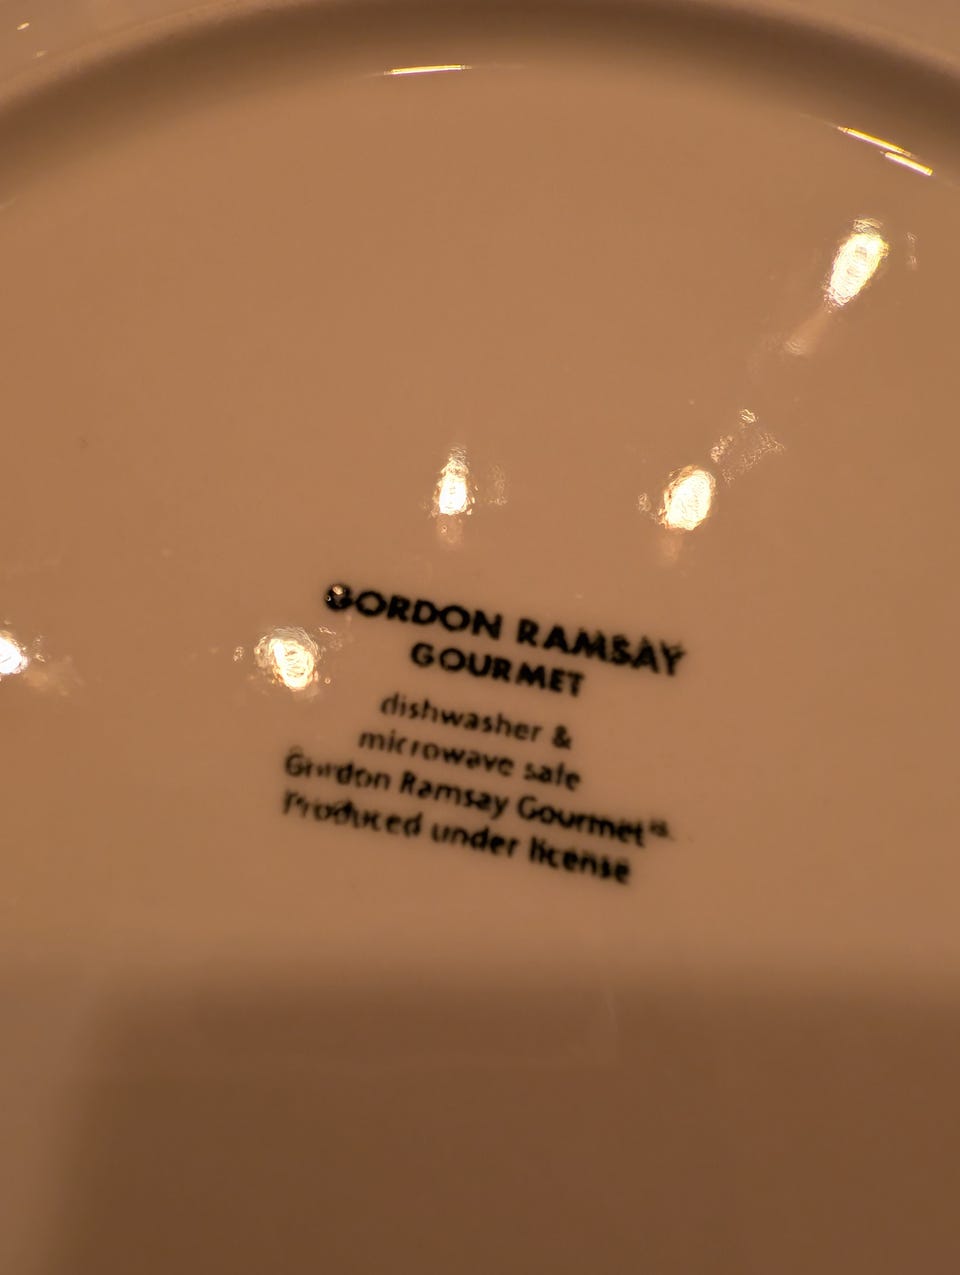 GORDON RAMSAY
GOURMET
dishwasher &
microwave safe
Gordon Ramsay Gourmet
Produced under license